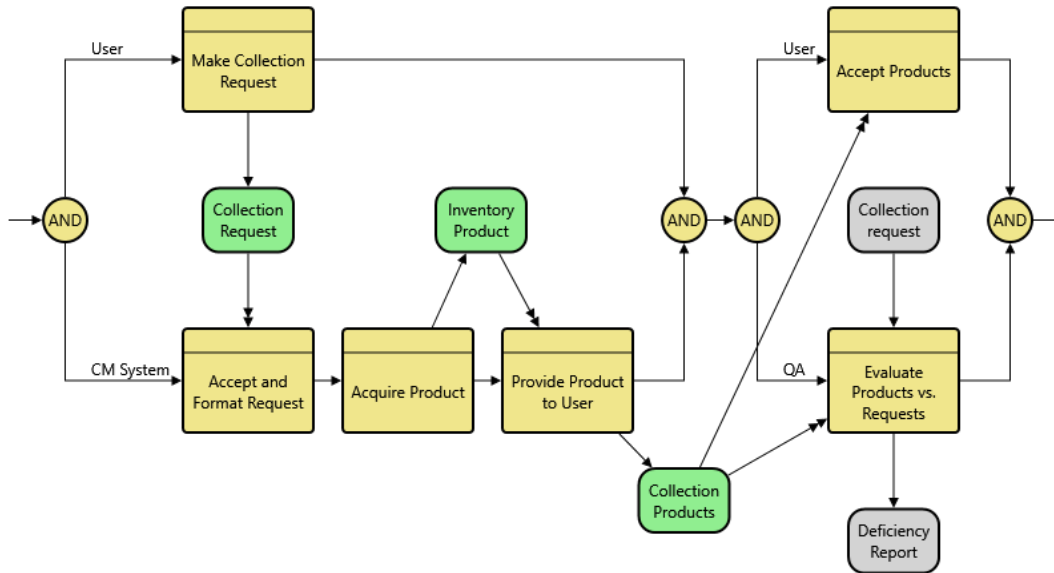 User
Make Collection
Request
User
Accept Products
AND
Collection
Request
Inventory
Product
AND
AND
Collection
request
AND
CM System
Accept and
Format Request
Acquire Product
Provide Product
to User
QA
Evaluate
Products vs.
Requests
Collection
Products
Deficiency
Report